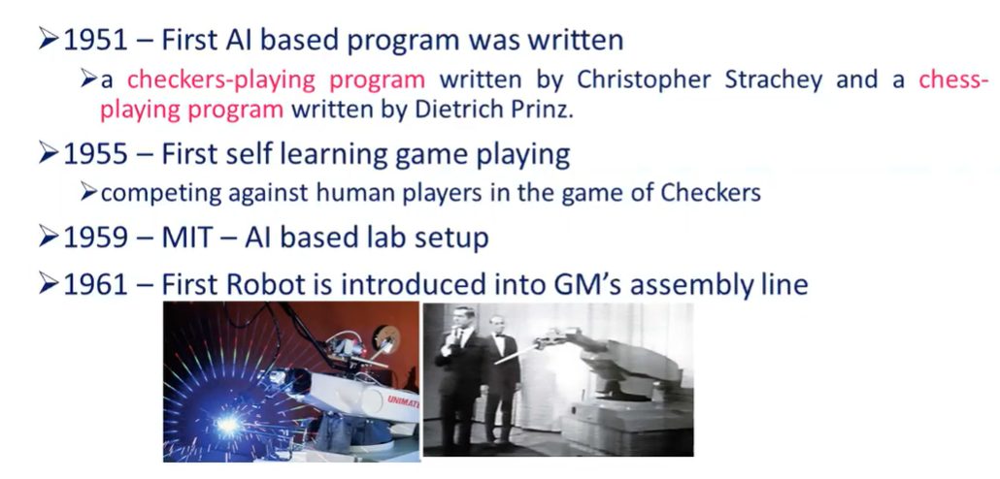 ➢1951 – First AI based program was written
➢a checkers-playing program written by Christopher Strachey and a chess-
playing program written by Dietrich Prinz.
➢1955 – First self learning game playing
➢competing against human players in the game of Checkers
➢1959 – MIT – AI based lab setup
➢1961 – First Robot is introduced into GM's assembly line
UNIMAT